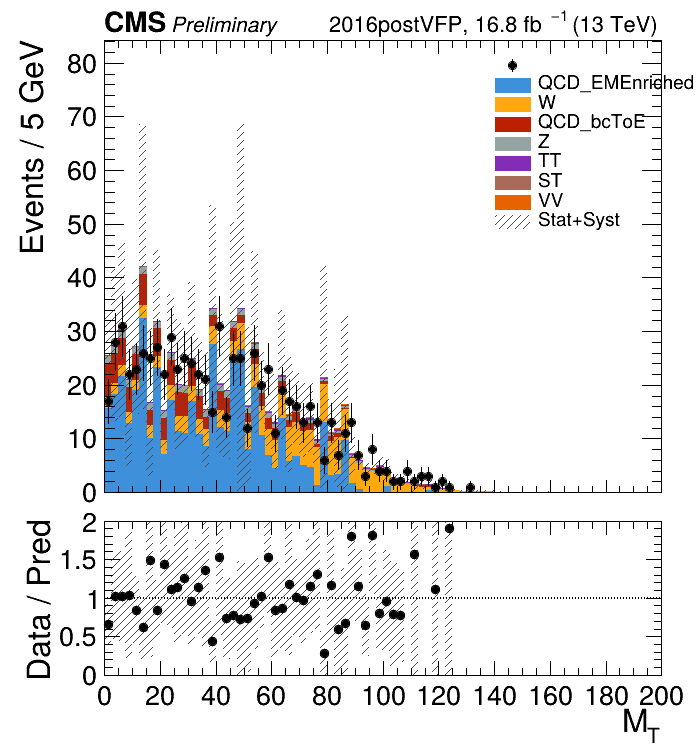 CMS Preliminary 2016postVFP, 16.8 fb⁻¹ (13 TeV)
Events / 5 GeV
80
70
60
50
40
30
20
10
0
QCD_EMEnriched
W
QCD_bcToE
Z
TT
ST
VV
Stat+Syst
Data / Pred
2
1.5
1
0.5
0
0 20 40 60 80 100 120 140 160 180 200
M_T